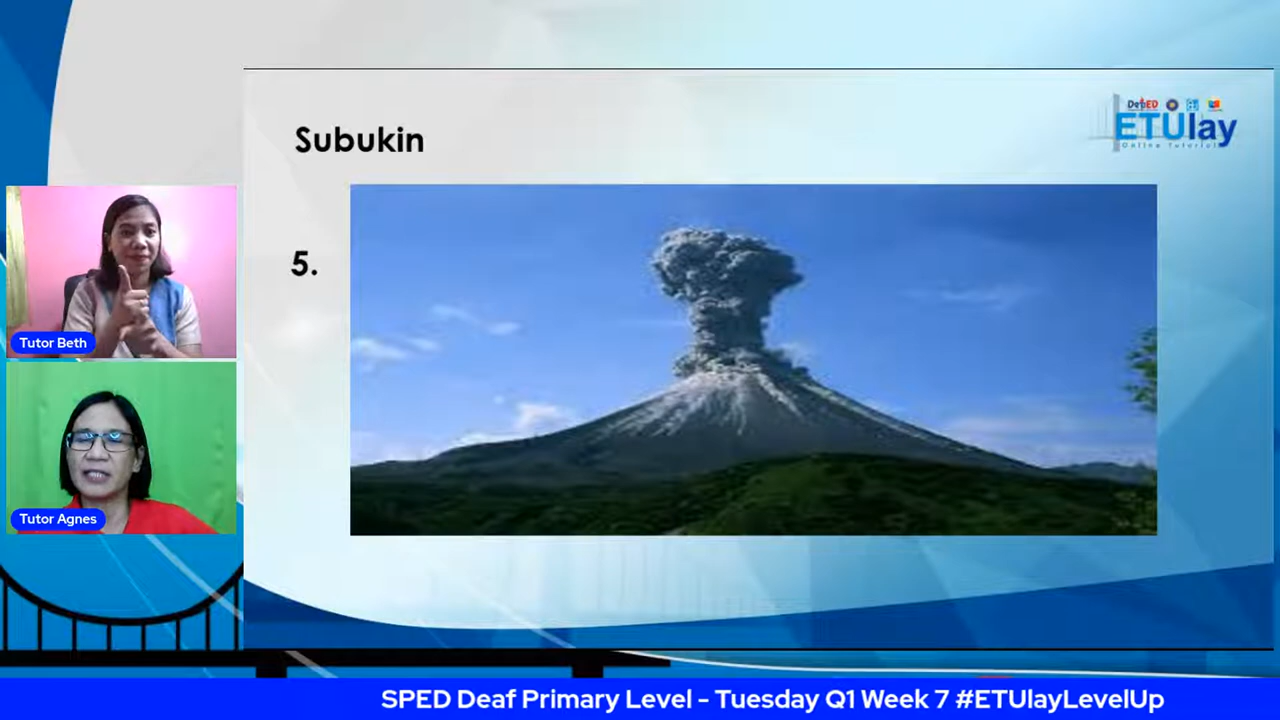 Subukin
DepED
ETUlay
Online Tutorial
5.
Tutor Beth
Tutor Agnes
SPED Deaf Primary Level - Tuesday Q1 Week 7 #ETUlayLevelUp